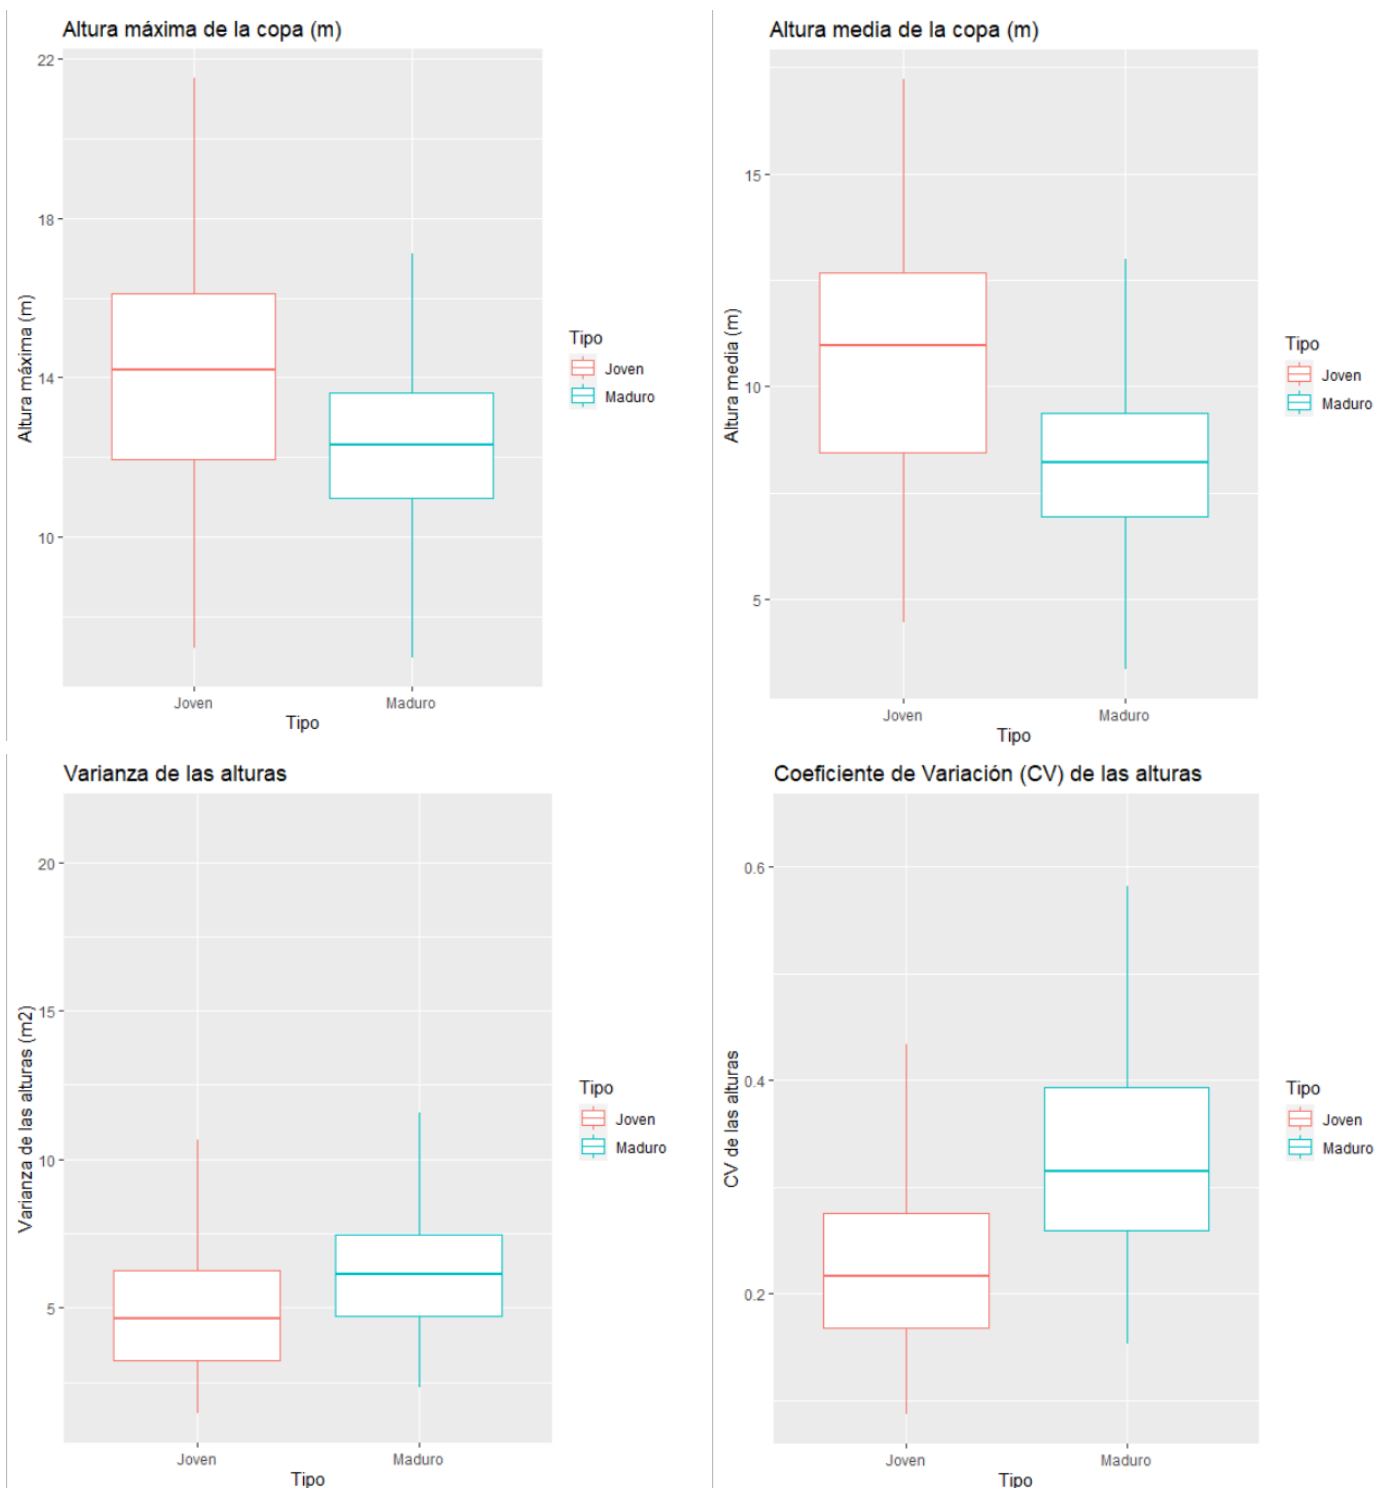 Altura máxima de la copa (m)
22
18
14
10
Altura máxima (m)
Joven
Maduro
Tipo
Tipo
Joven
Maduro
Altura media de la copa (m)
15
10
5
Altura media (m)
Joven
Maduro
Tipo
Tipo
Joven
Maduro
Varianza de las alturas
20
15
10
5
Varianza de las alturas (m2)
Joven
Maduro
Tipo
Tipo
Joven
Maduro
Coeficiente de Variación (CV) de las alturas
0.6
0.4
0.2
CV de las alturas
Joven
Maduro
Tipo
Tipo
Joven
Maduro